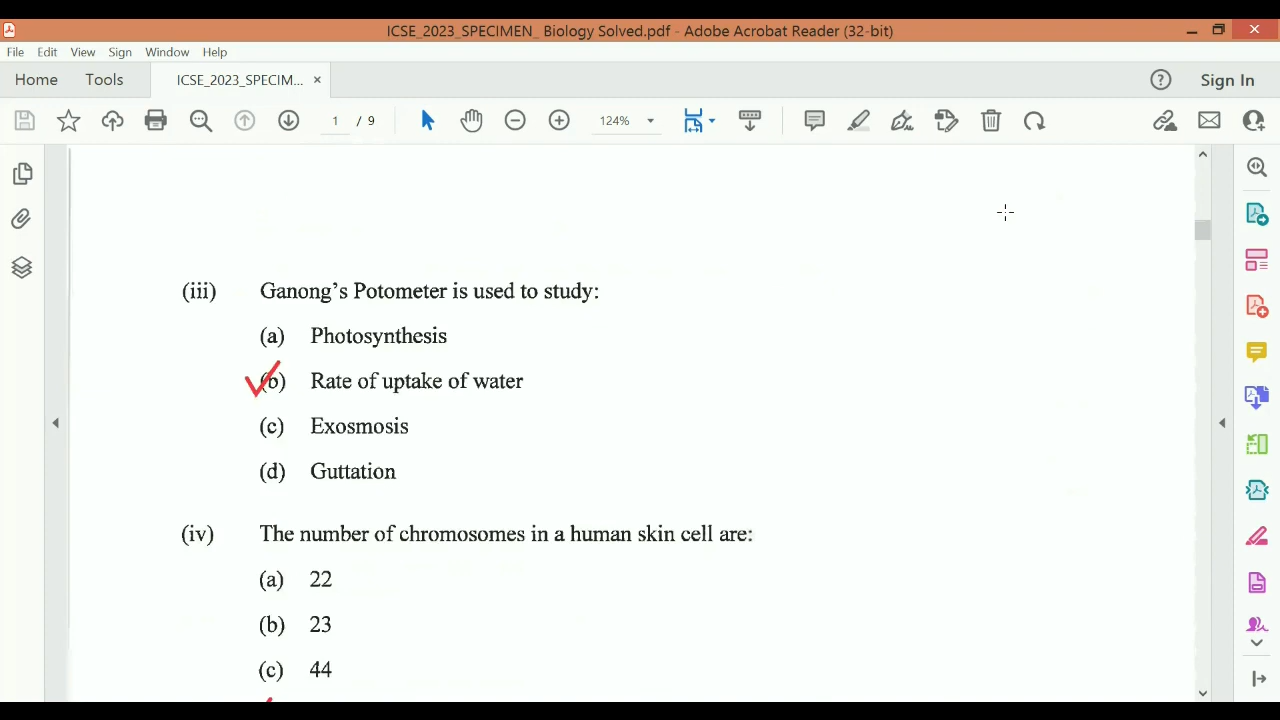 ICSE_2023_SPECIMEN_ Biology Solved.pdf - Adobe Acrobat Reader (32-bit)
File Edit View Sign Window Help
Home Tools ICSE_2023_SPECIM... × Sign In
1 / 9 124%
(iii) Ganong's Potometer is used to study:
(a) Photosynthesis
(b) Rate of uptake of water
(c) Exosmosis
(d) Guttation
(iv) The number of chromosomes in a human skin cell are:
(a) 22
(b) 23
(c) 44